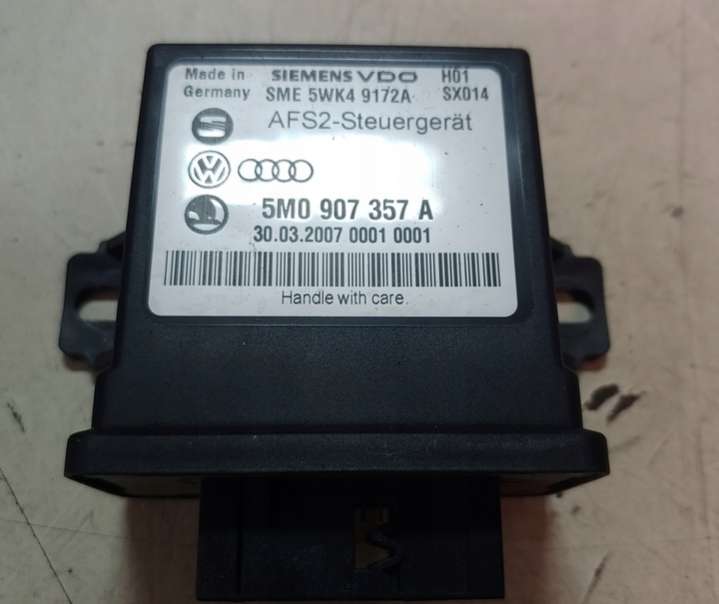 Made in SIEMENS VDO H01
Germany SME 5WK4 9172A SX014
AFS2-Steuergerät
5M0 907 357 A
30.03.2007 0001 0001
Handle with care.